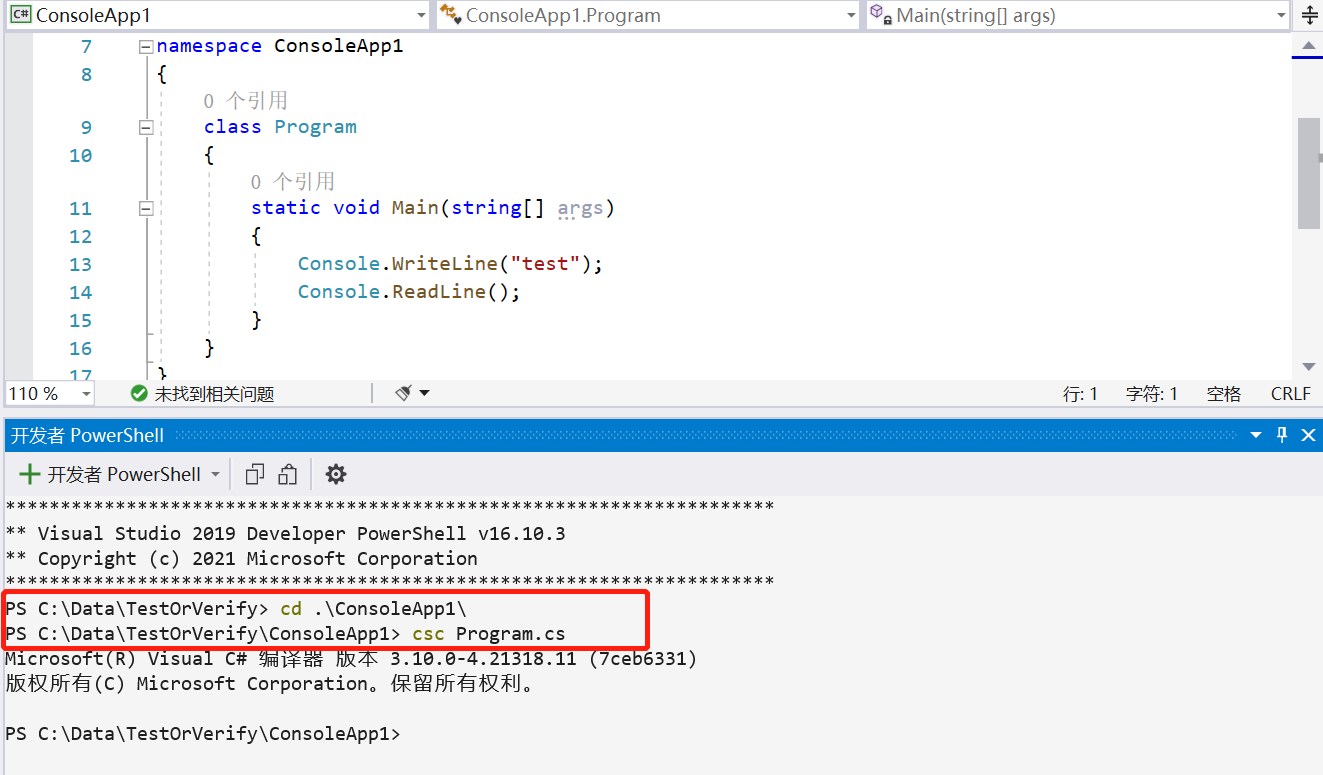 C# ConsoleApp1 ConsoleApp1.Program Main(string[] args)
7 namespace ConsoleApp1
8 {
0 个引用
9 class Program
10 {
0 个引用
11 static void Main(string[] args)
12 {
13 Console.WriteLine("test");
14 Console.ReadLine();
15 }
16 }
17 }
110 % 未找到相关问题 行: 1 字符: 1 空格 CRLF
开发者 PowerShell
开发者 PowerShell
**********************************************************************
** Visual Studio 2019 Developer PowerShell v16.10.3
** Copyright (c) 2021 Microsoft Corporation
**********************************************************************
PS C:\Data\TestOrVerify> cd .\ConsoleApp1\
PS C:\Data\TestOrVerify\ConsoleApp1> csc Program.cs
Microsoft(R) Visual C# 编译器 版本 3.10.0-4.21318.11 (7ceb6331)
版权所有(C) Microsoft Corporation。保留所有权利。
PS C:\Data\TestOrVerify\ConsoleApp1>